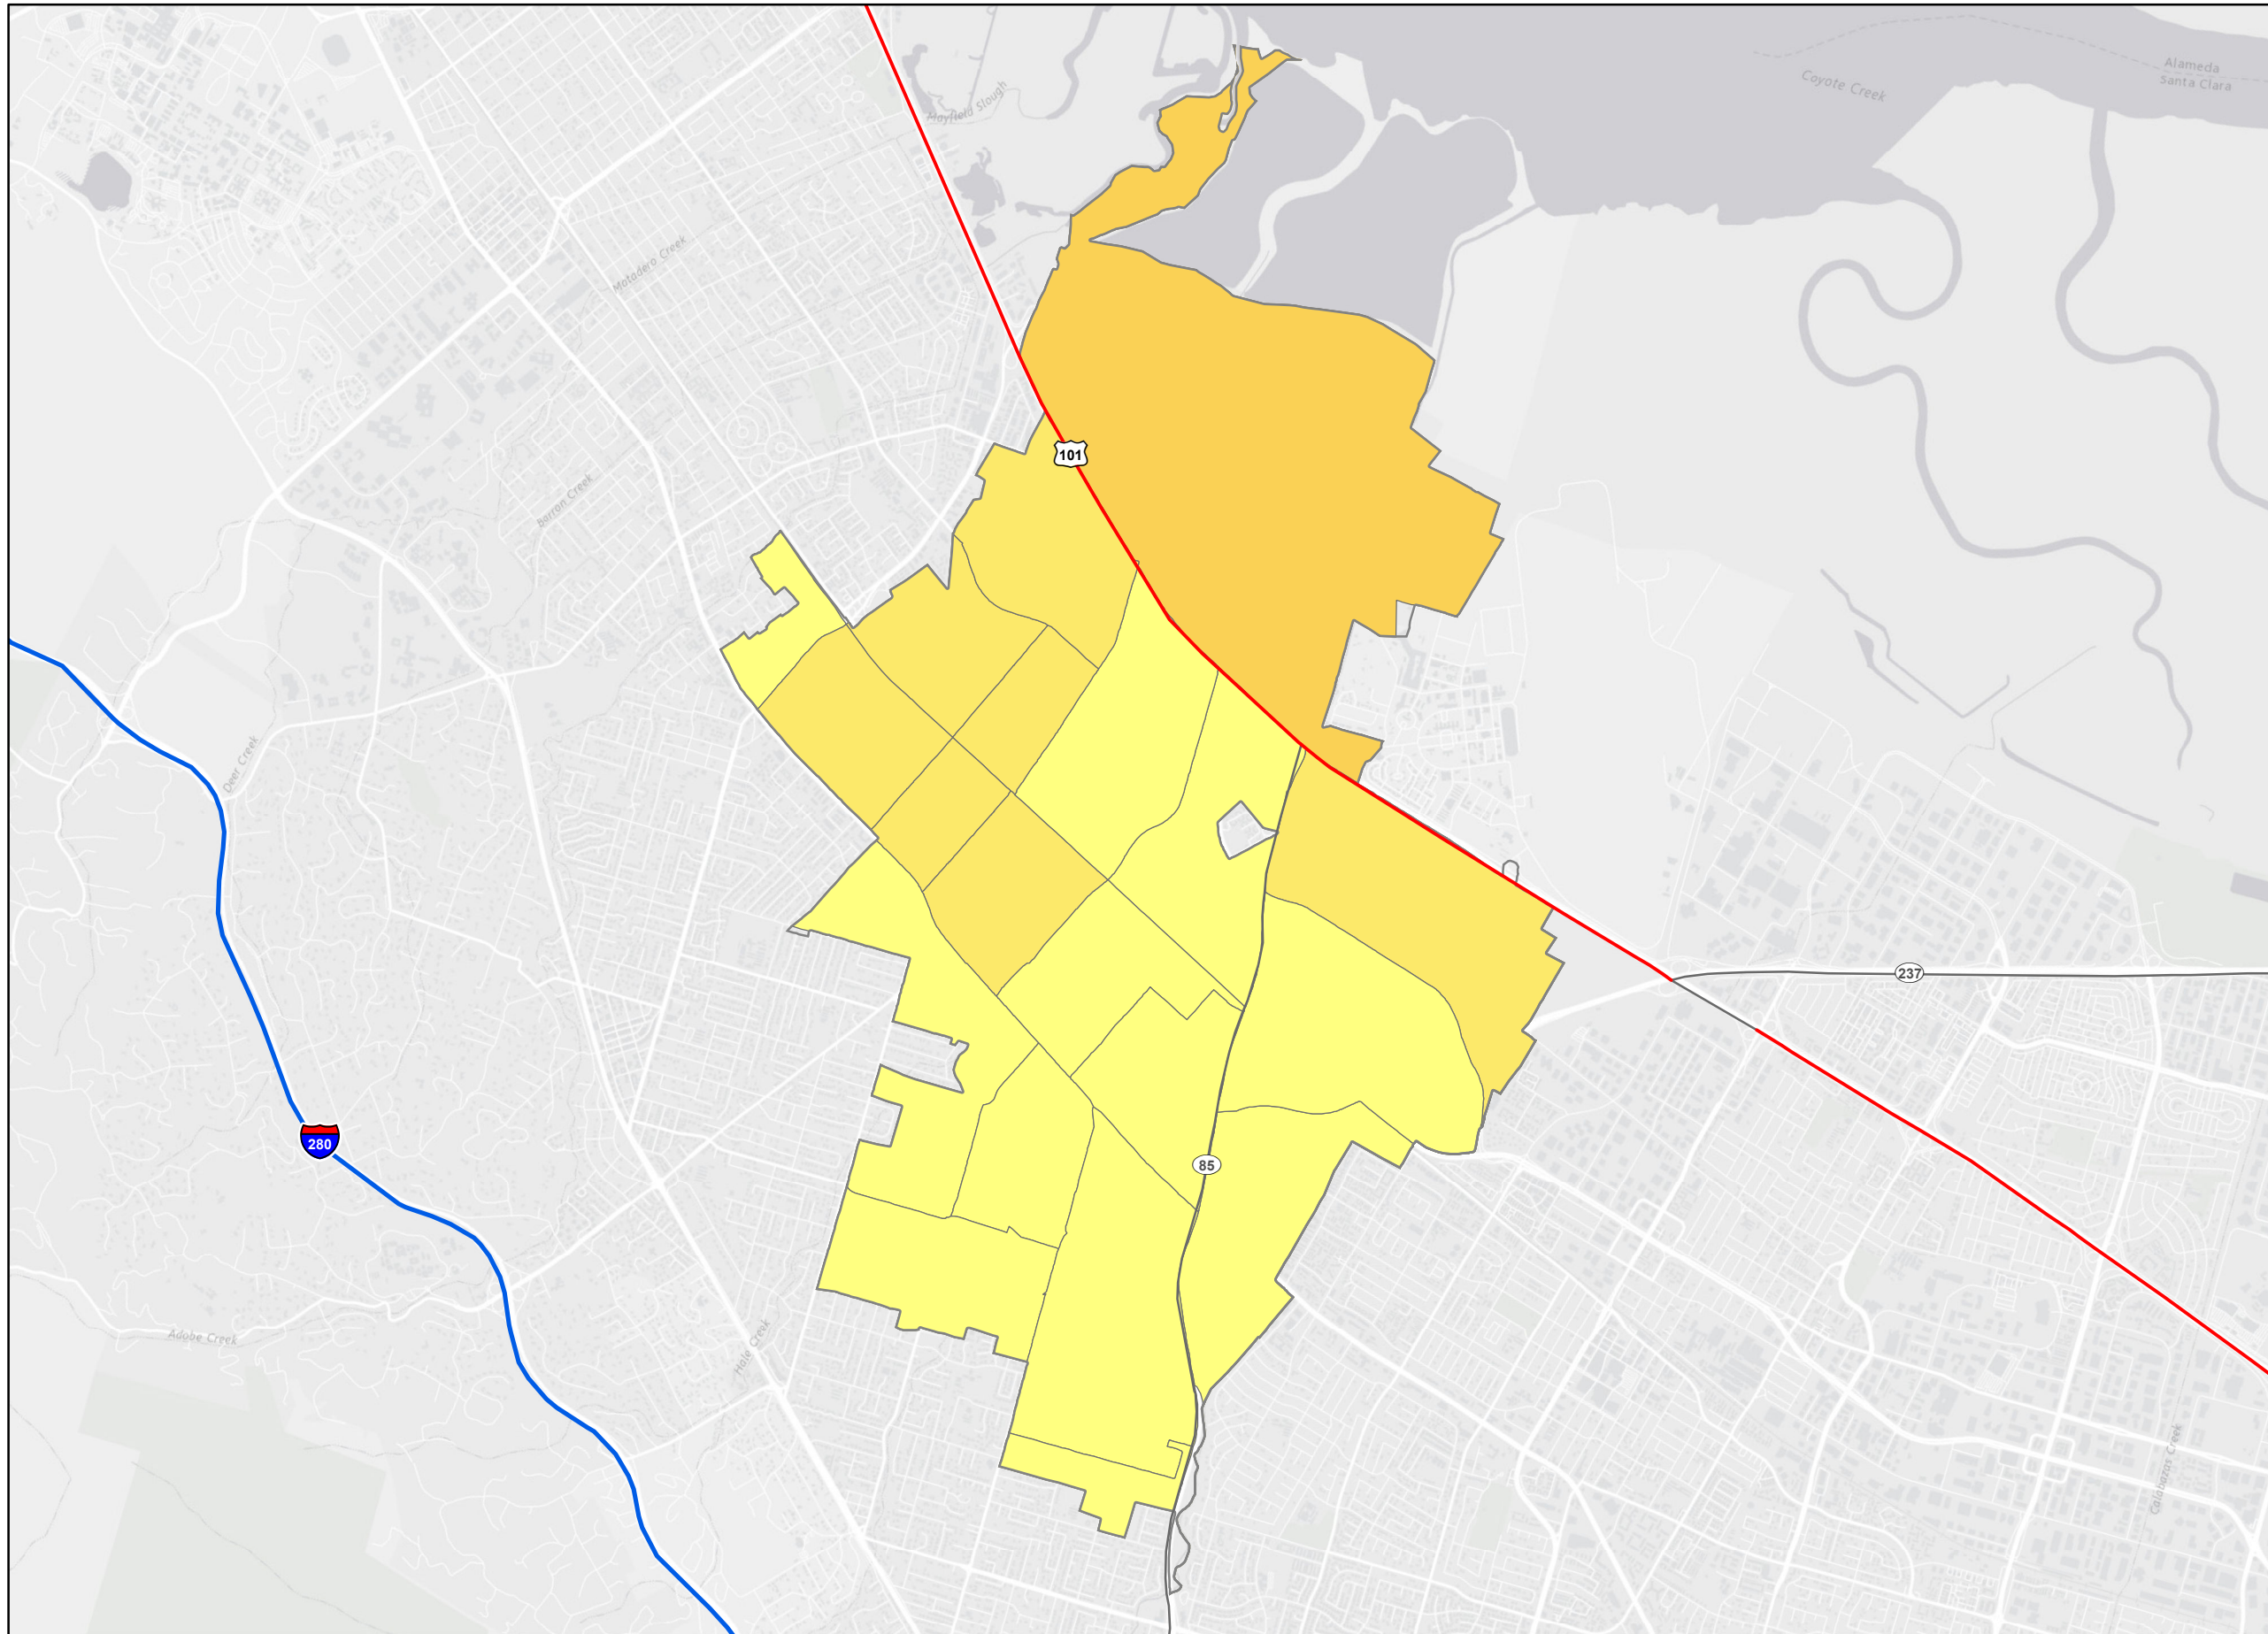 Alameda
Santa Clara
Coyote Creek
Mayfield Slough
Matadero Creek
101
Barron Creek
Deer Creek
237
280
85
Adobe Creek
Hale Creek
Calabazas Creek